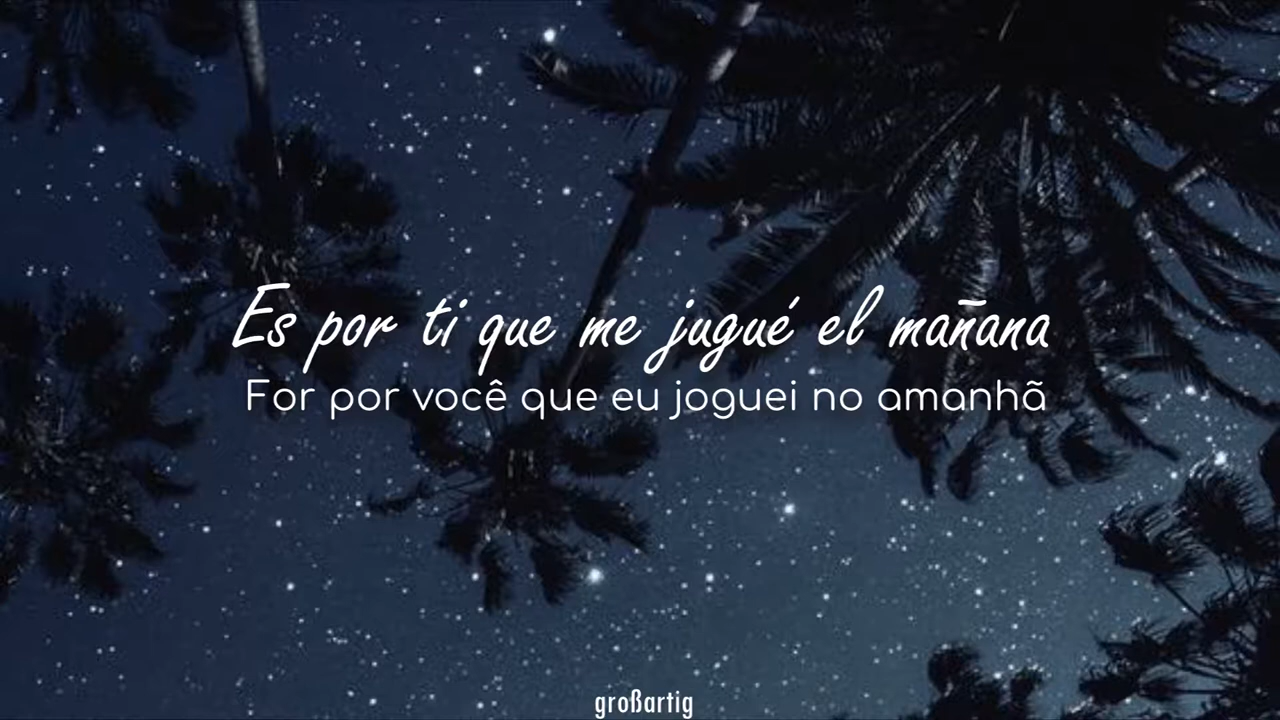 Es por ti que me jugué el mañana
For por você que eu joguei no amanhã
großartig